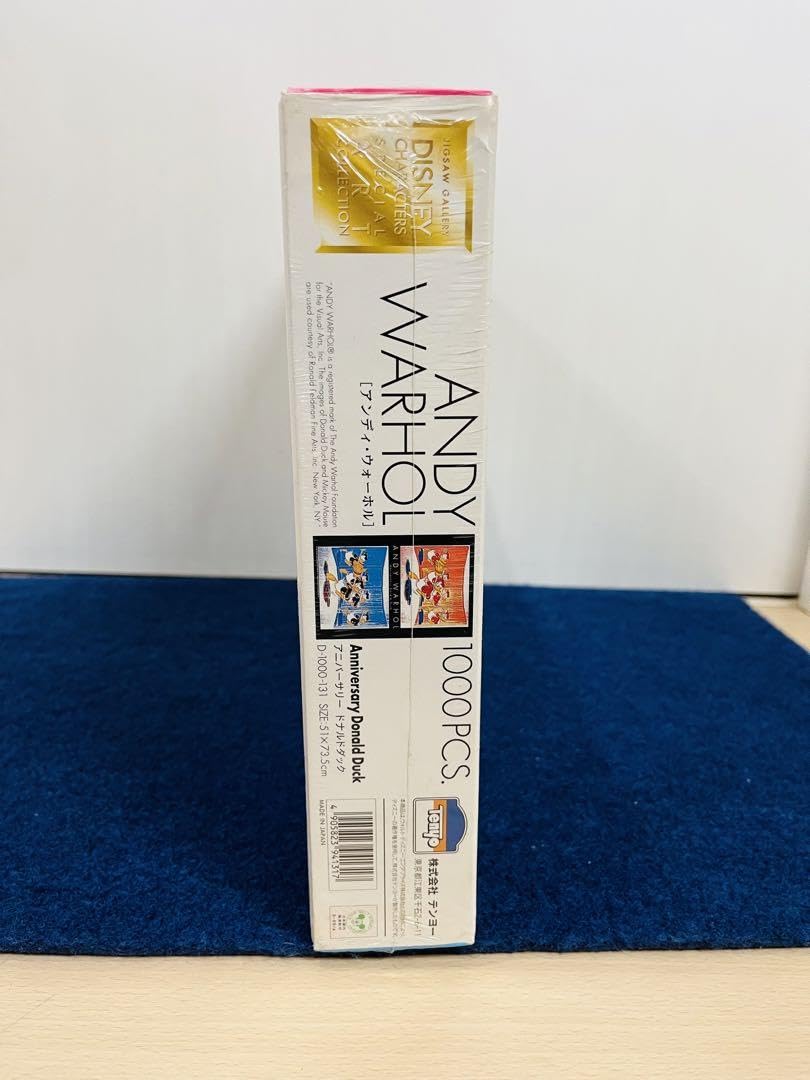 JIGSAW GALLERY
DISNEY
CHARACTERS
SPECIAL
ART
COLLECTION
ANDY
WARHOL
[アンディ・ウォーホル]
"ANDY WARHOL® is a registered mark of The Andy Warhol Foundation
for the Visual Arts, Inc. The images of Donald Duck and Mickey Mouse
are used courtesy of Ronald Feldman Fine Arts, Inc. New York, NY."
ANDY WARHOL
1000PCS.
Anniversary Donald Duck
アニバーサリー ドナルドダック
D-1000-131 SIZE:51×73.5cm
Tenyo
株式会社 テンヨー
4905823941317
MADE IN JAPAN